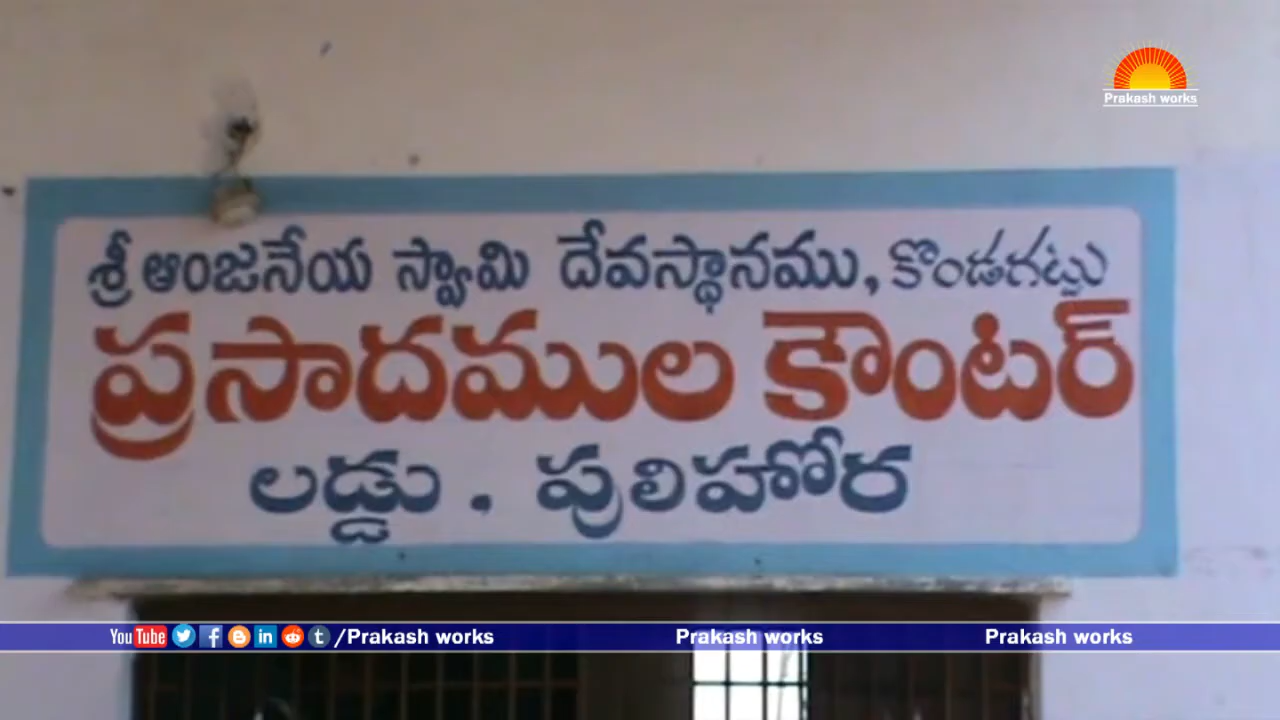 Prakash works
శ్రీ ఆంజనేయ స్వామి దేవస్థానము, కొండగట్టు
ప్రసాదముల కౌంటర్
లడ్డు . పులిహోర
You Tube /Prakash works Prakash works Prakash works